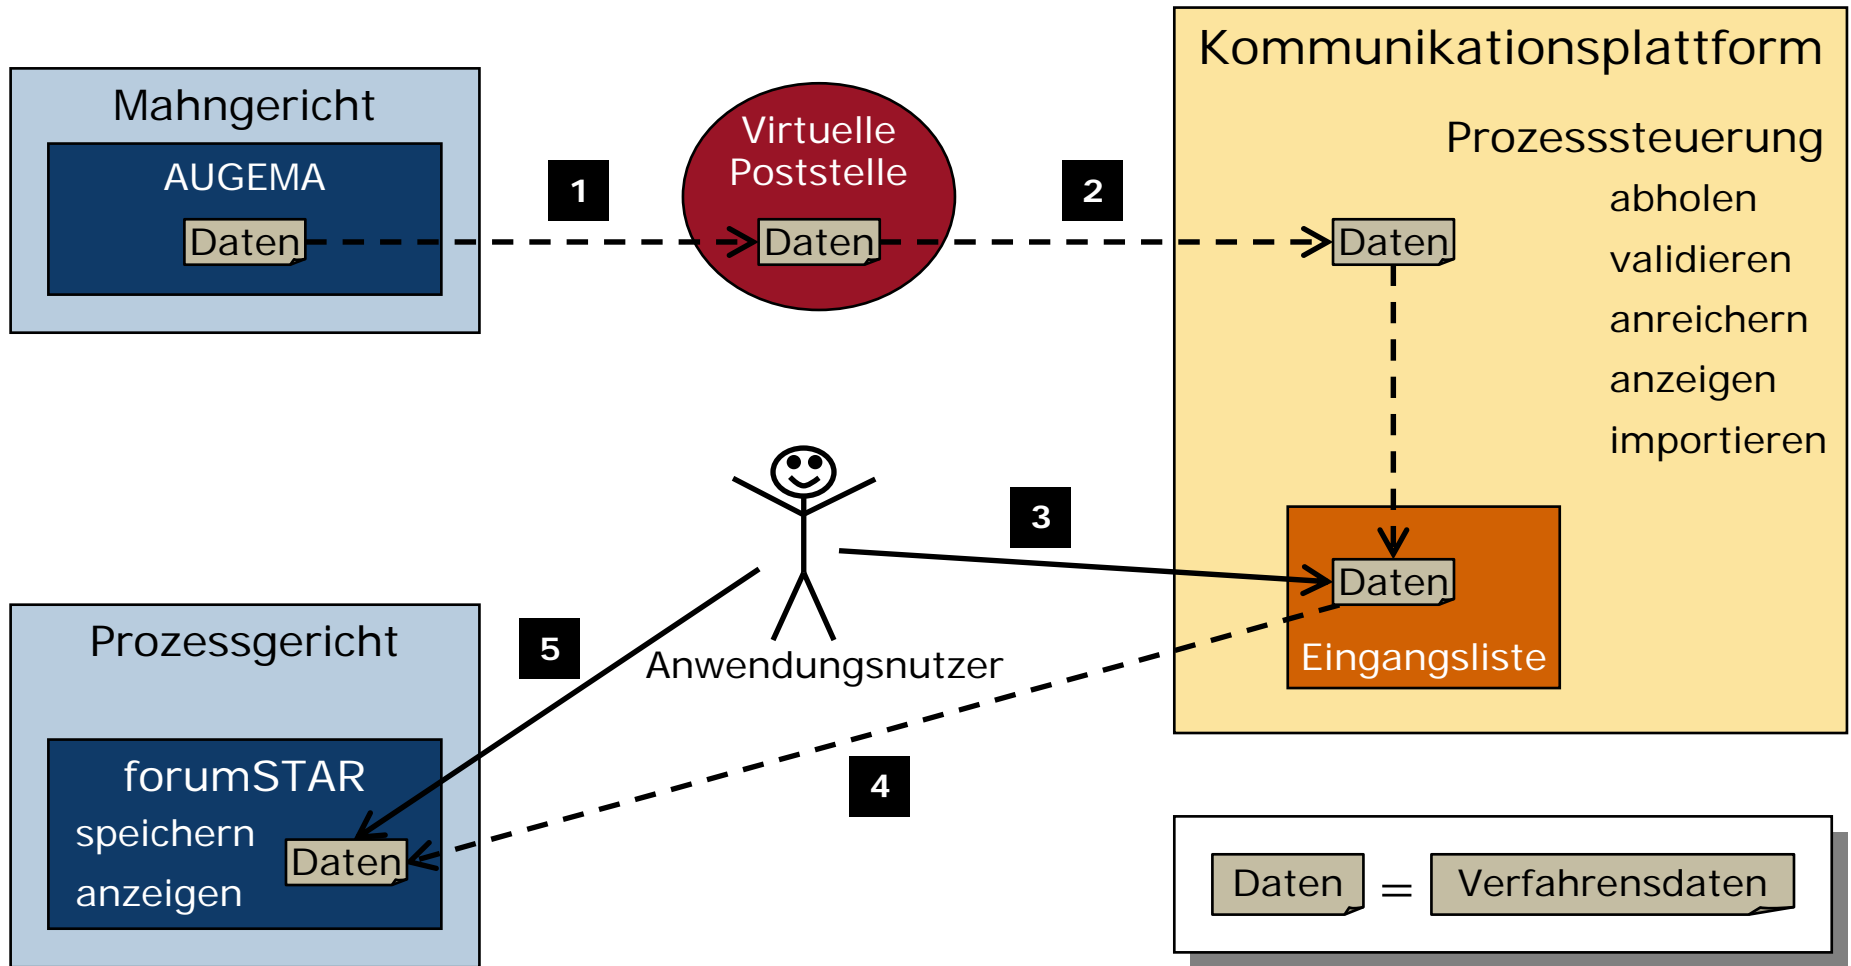 Kommunikationsplattform
Mahngericht
AUGEMA
Daten
1
Virtuelle
Poststelle
Daten
2
Prozesssteuerung
abholen
Daten
validieren
anreichern
anzeigen
importieren
3
Daten
Eingangsliste
Anwendungsnutzer
5
4
Prozessgericht
forumSTAR
speichern
Daten
anzeigen
Daten = Verfahrensdaten